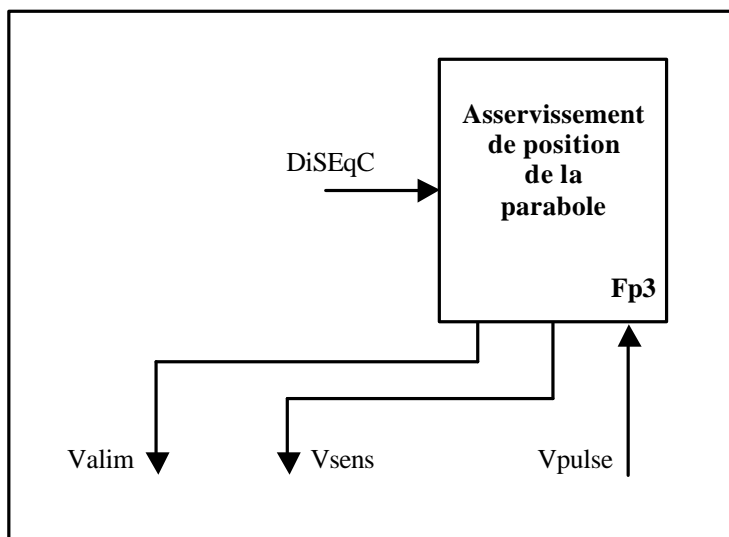 Asservissement
de position
de la
parabole
DiSEqC
Fp3
Valim
Vsens
Vpulse